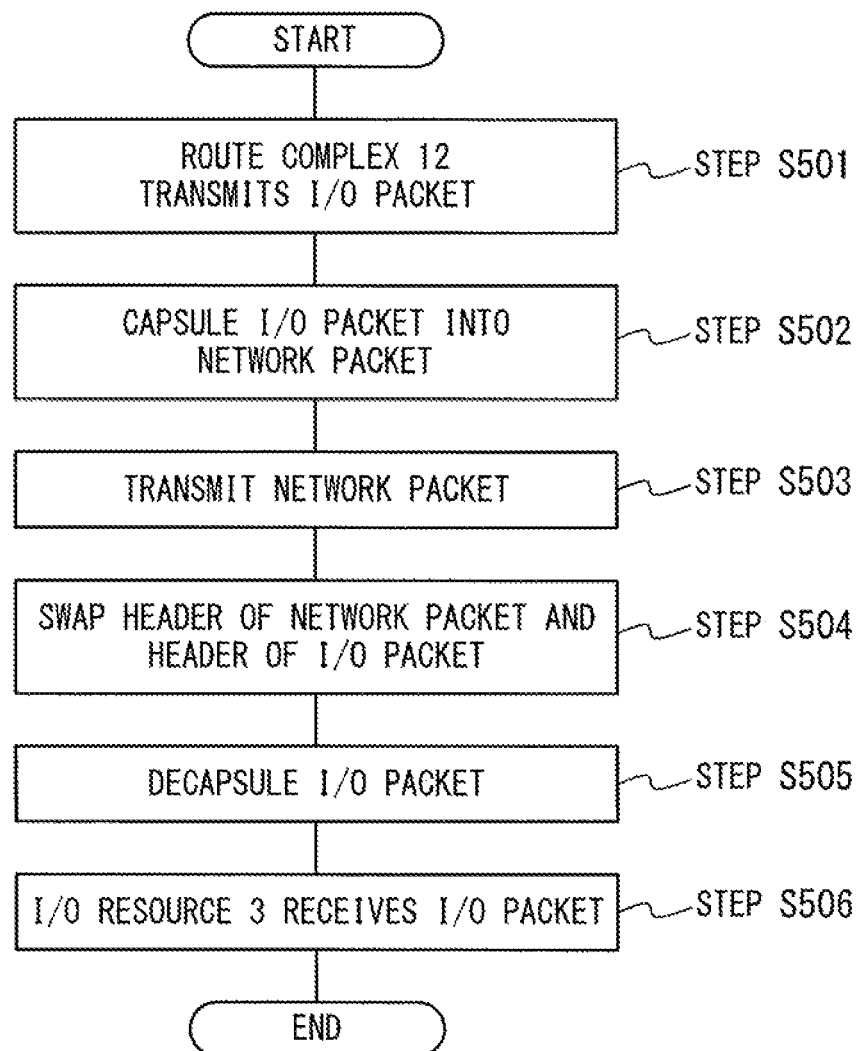 START
ROUTE COMPLEX 12
TRANSMITS I/O PACKET
STEP S501
CAPSULE I/O PACKET INTO
NETWORK PACKET
STEP S502
TRANSMIT NETWORK PACKET
STEP S503
SWAP HEADER OF NETWORK PACKET AND
HEADER OF I/O PACKET
STEP S504
DECAPSULE I/O PACKET
STEP S505
I/O RESOURCE 3 RECEIVES I/O PACKET
STEP S506
END